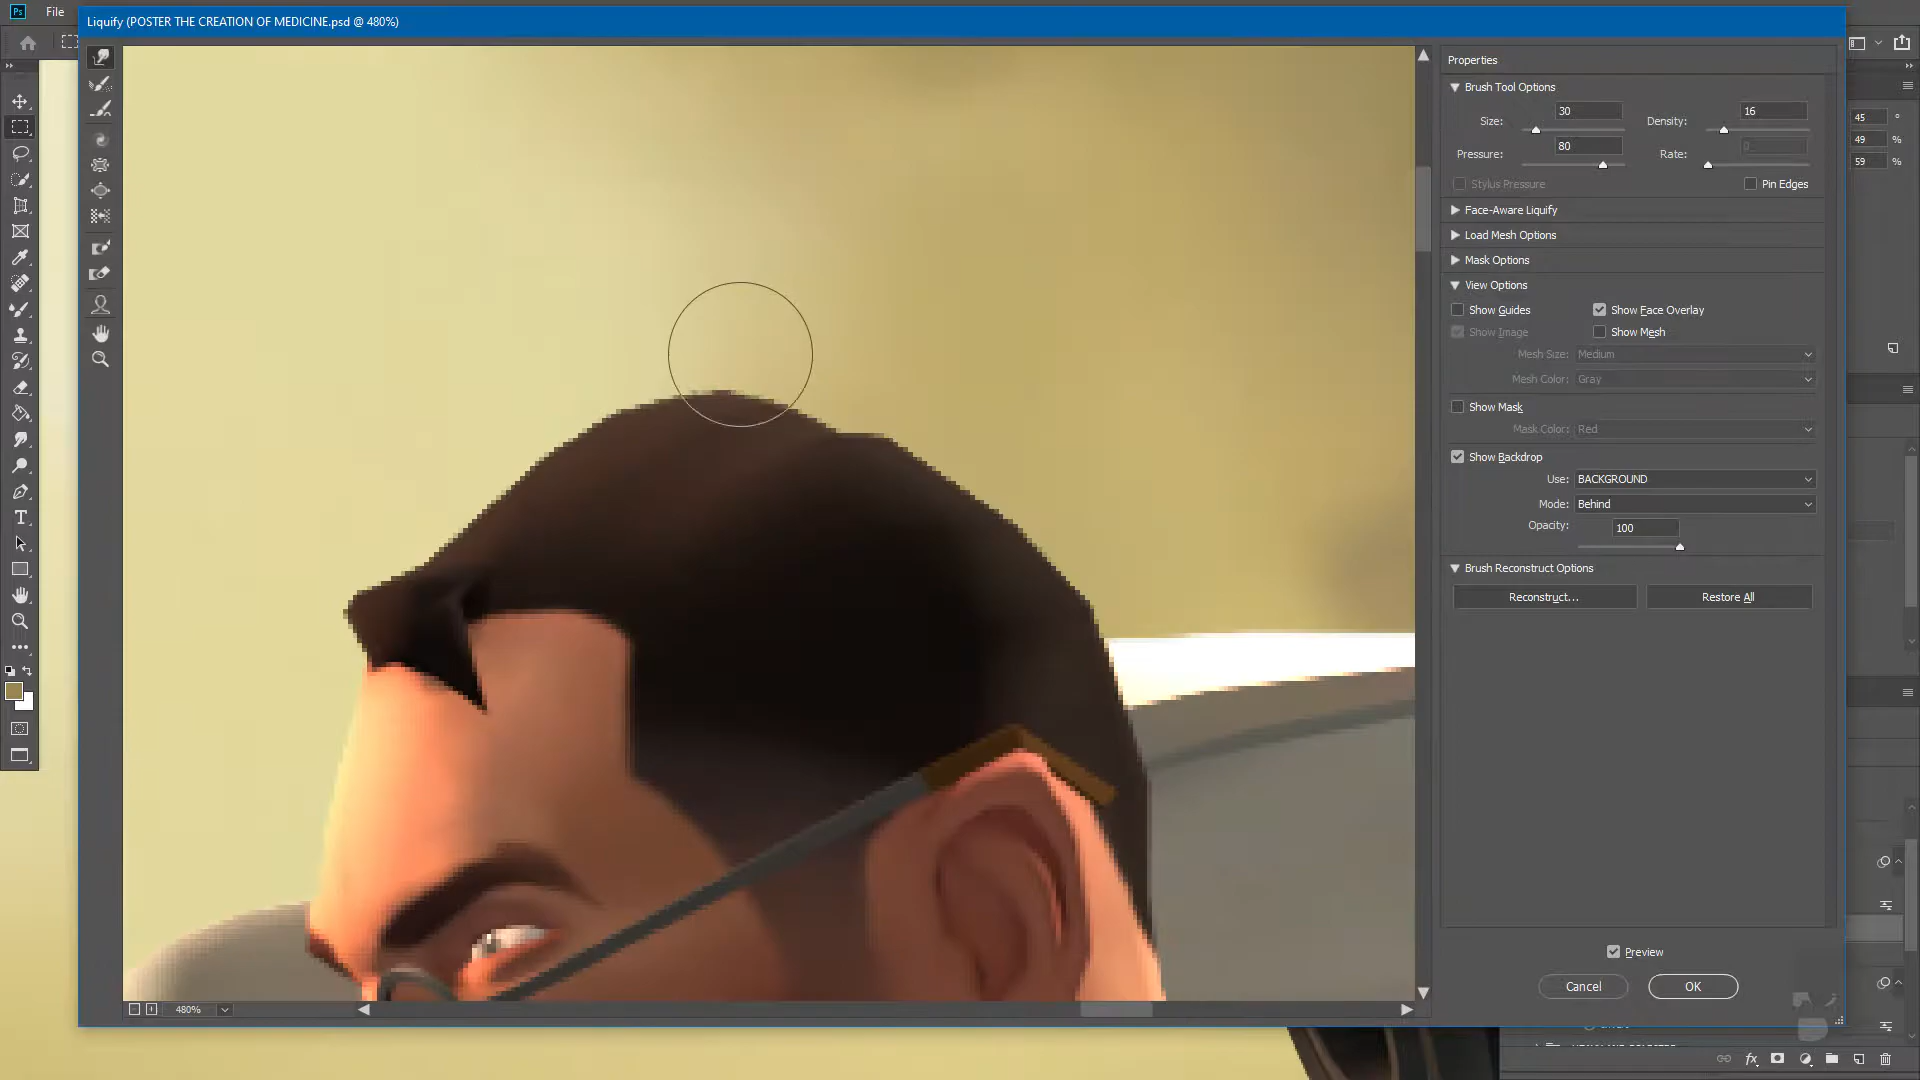 Ps File
Liquify (POSTER THE CREATION OF MEDICINE.psd @ 480%)
Properties
Brush Tool Options
Size: 30 Density: 16
Pressure: 80 Rate: 0
Stylus Pressure Pin Edges
Face-Aware Liquify
Load Mesh Options
Mask Options
View Options
Show Guides Show Face Overlay
Show Image Show Mesh
Mesh Size: Medium
Mesh Color: Gray
Show Mask
Mask Color: Red
Show Backdrop
Use: BACKGROUND
Mode: Behind
Opacity: 100
Brush Reconstruct Options
Reconstruct... Restore All
Preview
Cancel OK
480%
45 °
49 %
59 %
T
fx